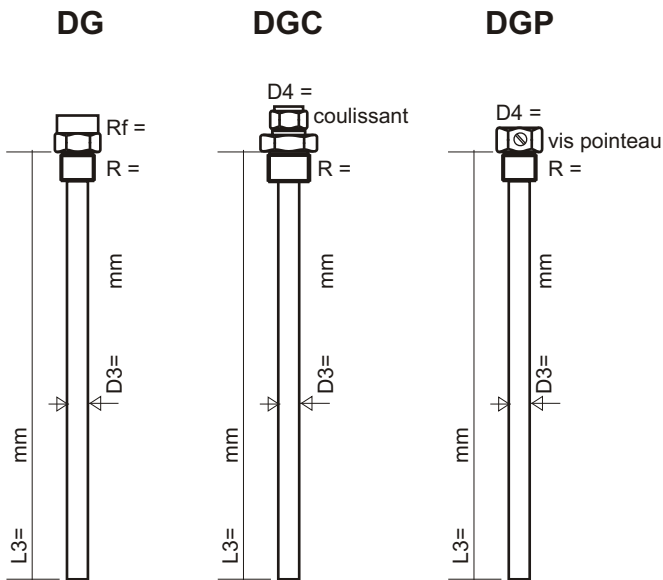 DG
DGC
DGP
Rf =
R =
mm
D3=
mm
L3=
D4 =
coulissant
R =
mm
D3=
mm
L3=
D4 =
vis pointeau
R =
mm
D3=
mm
L3=